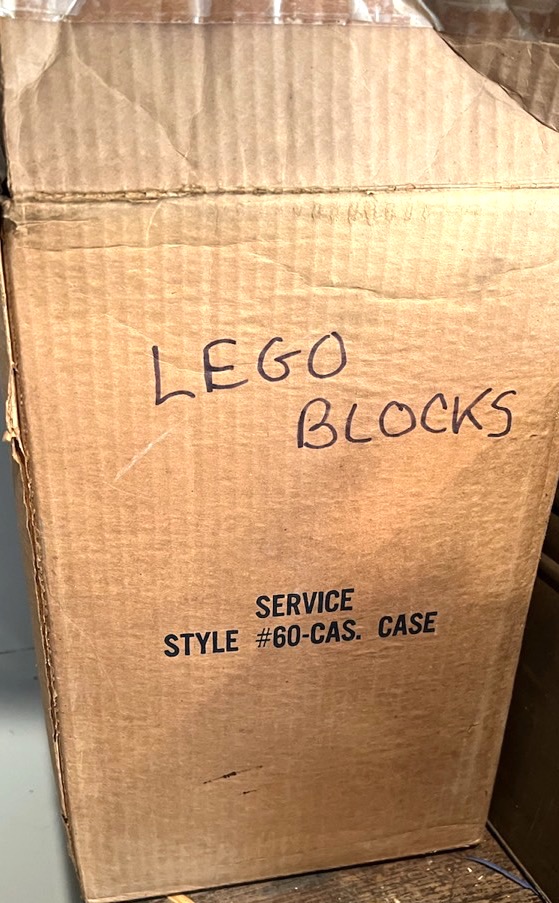 LEGO
BLOCKS
SERVICE
STYLE #60-CAS. CASE